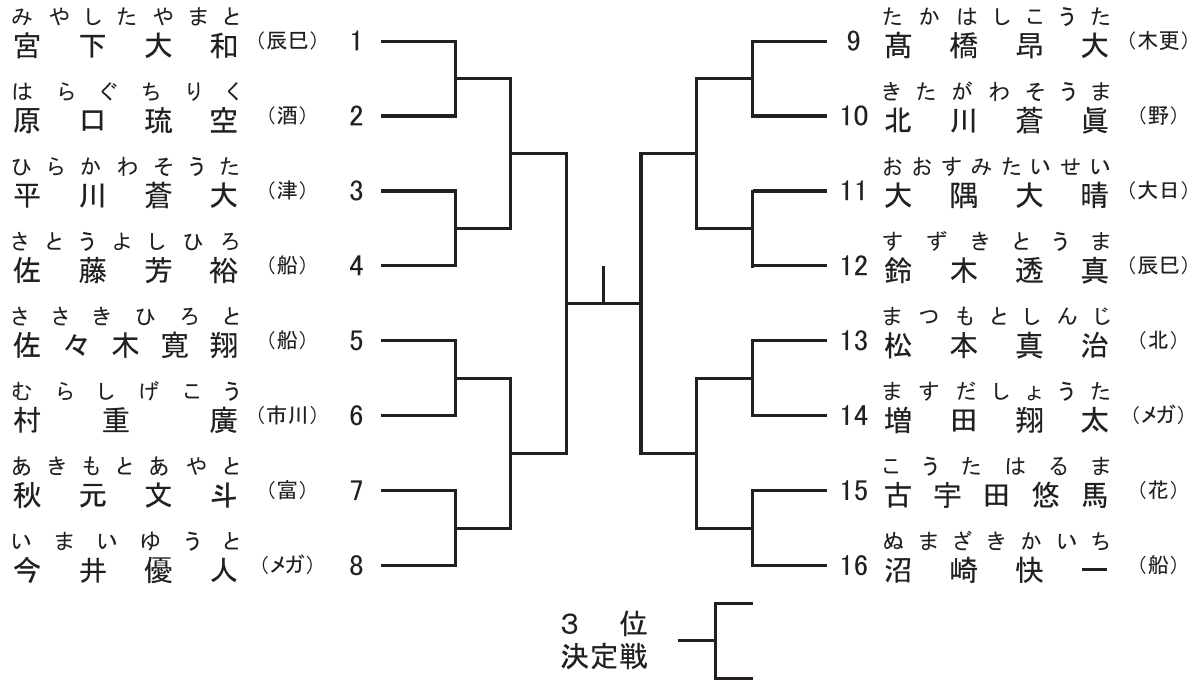 みやしたやまと
宮下大和 （辰巳） 1
はらぐちりく
原口琉空 （酒） 2
ひらかわそうた
平川蒼大 （津） 3
さとうよしひろ
佐藤芳裕 （船） 4
ささきひろと
佐々木寛翔 （船） 5
むらしげこう
村重廣 （市川） 6
あきもとあやと
秋元文斗 （富） 7
いまいゆうと
今井優人 （メガ） 8
たかはしこうた
9 髙橋昂大 （木更）
きたがわそうま
10 北川蒼眞 （野）
おおすみたいせい
11 大隅大晴 （大日）
すずきとうま
12 鈴木透真 （辰巳）
まつもとしんじ
13 松本真治 （北）
ますだしょうた
14 増田翔太 （メガ）
こうたはるま
15 古宇田悠馬 （花）
ぬまざきかいち
16 沼崎快一 （船）
3位
決定戦